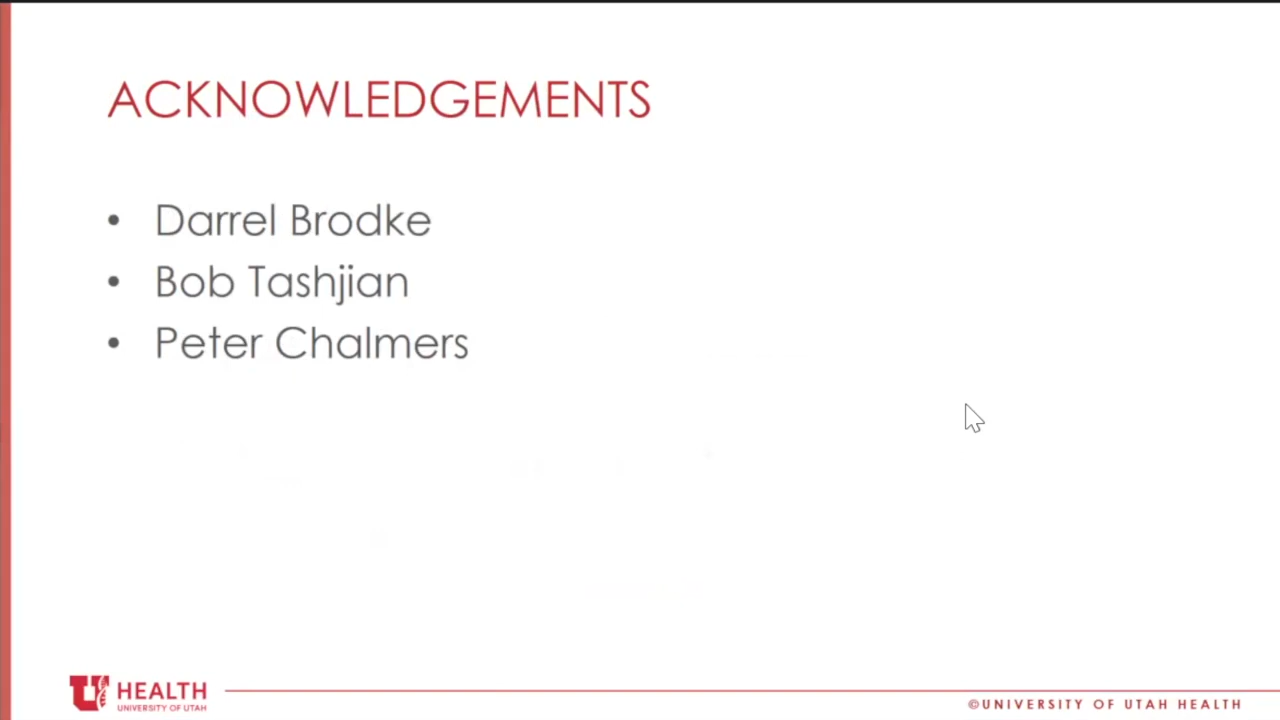 ACKNOWLEDGEMENTS
• Darrel Brodke
• Bob Tashjian
• Peter Chalmers
U HEALTH
UNIVERSITY OF UTAH
©UNIVERSITY OF UTAH HEALTH